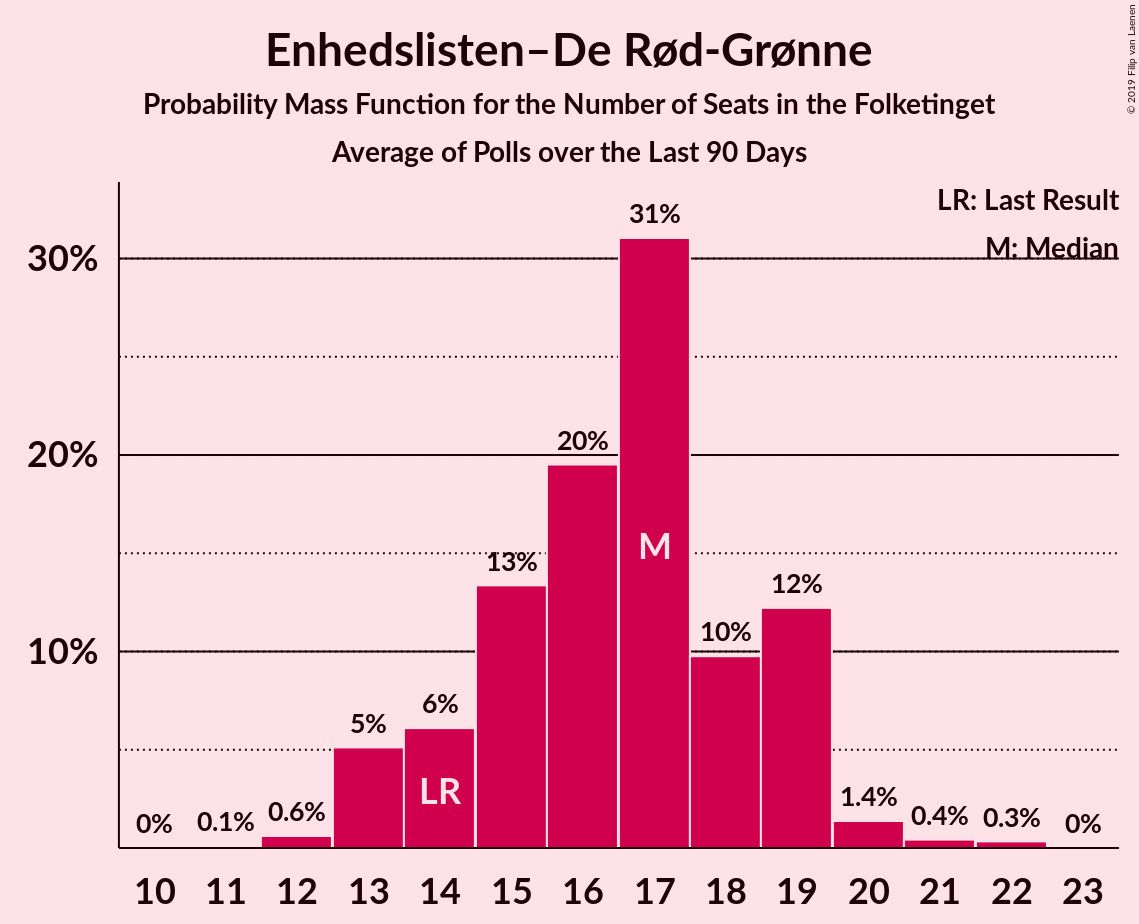 Enhedslisten–De Rød-Grønne
Probability Mass Function for the Number of Seats in the Folketinget
Average of Polls over the Last 90 Days
© 2019 Filip van Laenen
LR: Last Result
M: Median
30%
20%
10%
0%
0.1%
0.6%
5%
6%
13%
20%
31%
10%
12%
1.4%
0.4%
0.3%
0%
LR
M
10 11 12 13 14 15 16 17 18 19 20 21 22 23